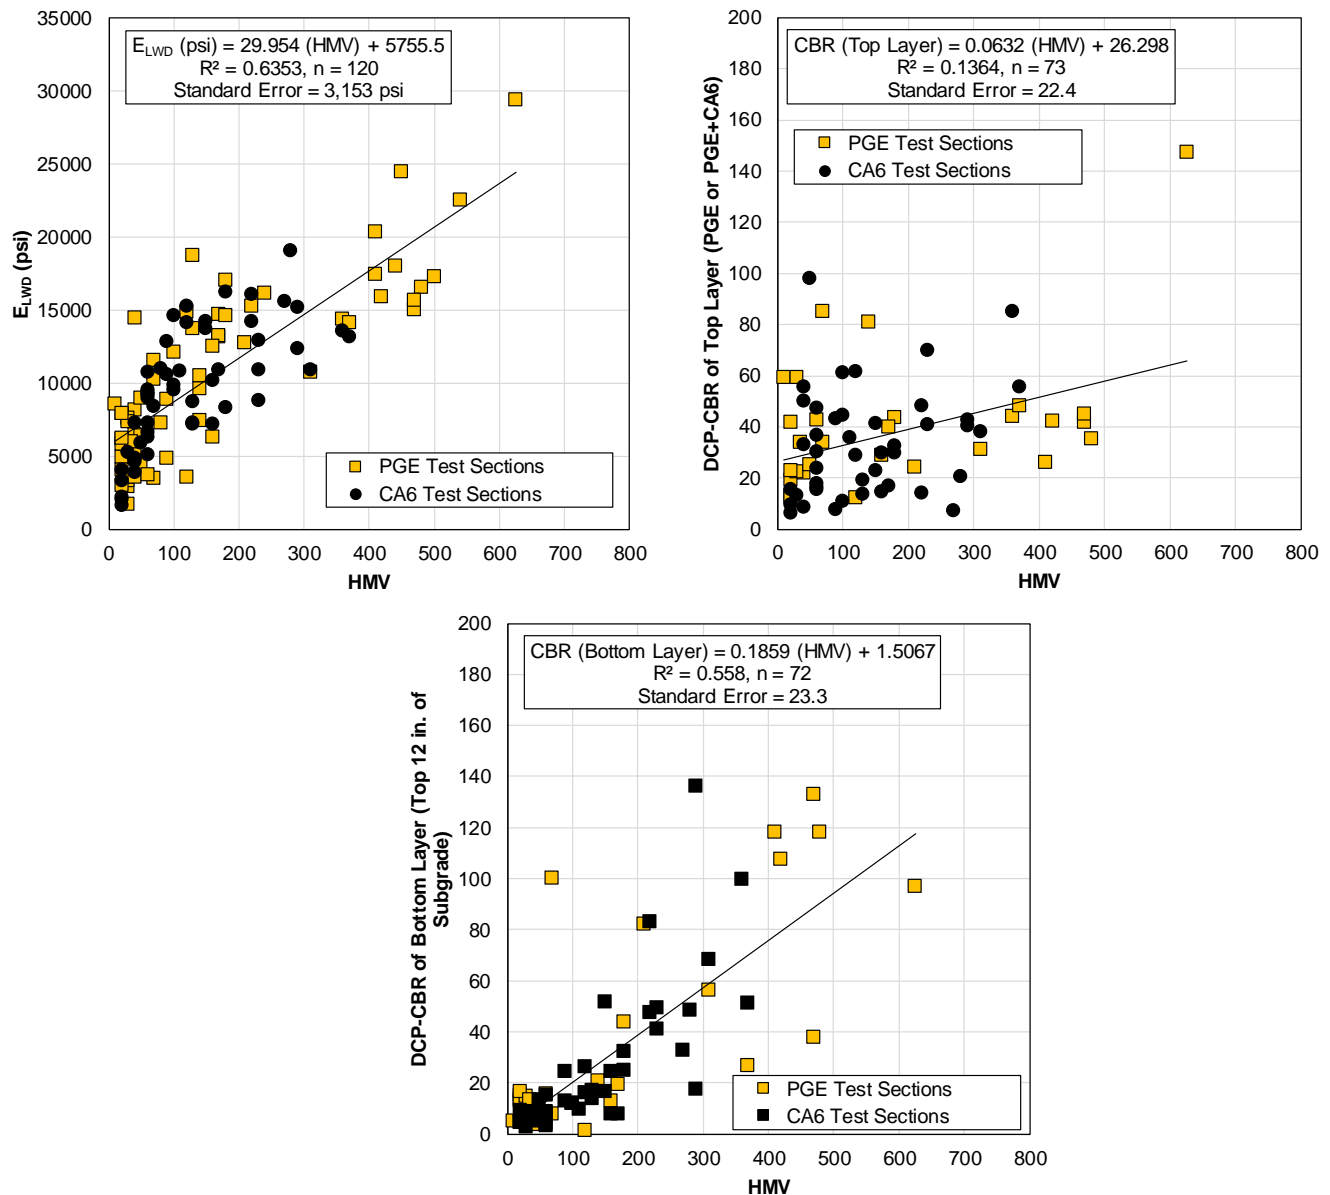 35000
30000
25000
20000
15000
10000
5000
0
E_LWD (psi)
E_LWD (psi) = 29.954 (HMV) + 5755.5
R² = 0.6353, n = 120
Standard Error = 3,153 psi
PGE Test Sections
CA6 Test Sections
0 100 200 300 400 500 600 700 800
HMV
200
180
160
140
120
100
80
60
40
20
0
DCP-CBR of Top Layer (PGE or PGE+CA6)
CBR (Top Layer) = 0.0632 (HMV) + 26.298
R² = 0.1364, n = 73
Standard Error = 22.4
PGE Test Sections
CA6 Test Sections
0 100 200 300 400 500 600 700 800
HMV
200
180
160
140
120
100
80
60
40
20
0
DCP-CBR of Bottom Layer (Top 12 in. of
Subgrade)
CBR (Bottom Layer) = 0.1859 (HMV) + 1.5067
R² = 0.558, n = 72
Standard Error = 23.3
PGE Test Sections
CA6 Test Sections
0 100 200 300 400 500 600 700 800
HMV